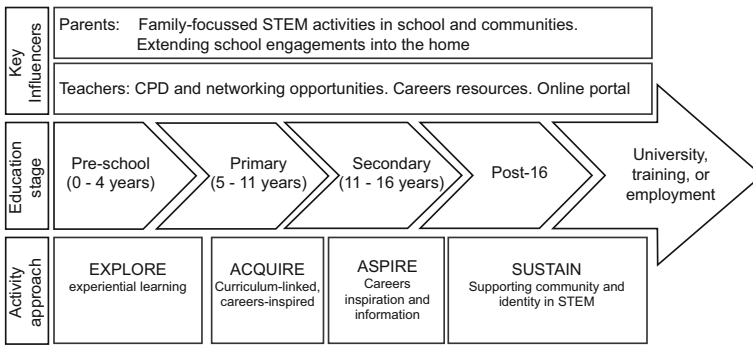 Key
Influencers
Parents: Family-focussed STEM activities in school and communities.
Extending school engagements into the home
Teachers: CPD and networking opportunities. Careers resources. Online portal
Education
stage
Pre-school
(0 - 4 years)
Primary
(5 - 11 years)
Secondary
(11 - 16 years)
Post-16
University,
training, or
employment
Activity
approach
EXPLORE
experiential learning
ACQUIRE
Curriculum-linked,
careers-inspired
ASPIRE
Careers
inspiration and
information
SUSTAIN
Supporting community and
identity in STEM